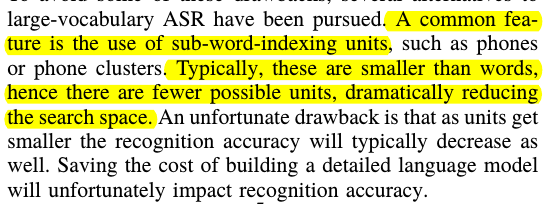 large-vocabulary ASR have been pursued. A common fea-
ture is the use of sub-word-indexing units, such as phones
or phone clusters. Typically, these are smaller than words,
hence there are fewer possible units, dramatically reducing
the search space. An unfortunate drawback is that as units get
smaller the recognition accuracy will typically decrease as
well. Saving the cost of building a detailed language model
will unfortunately impact recognition accuracy.